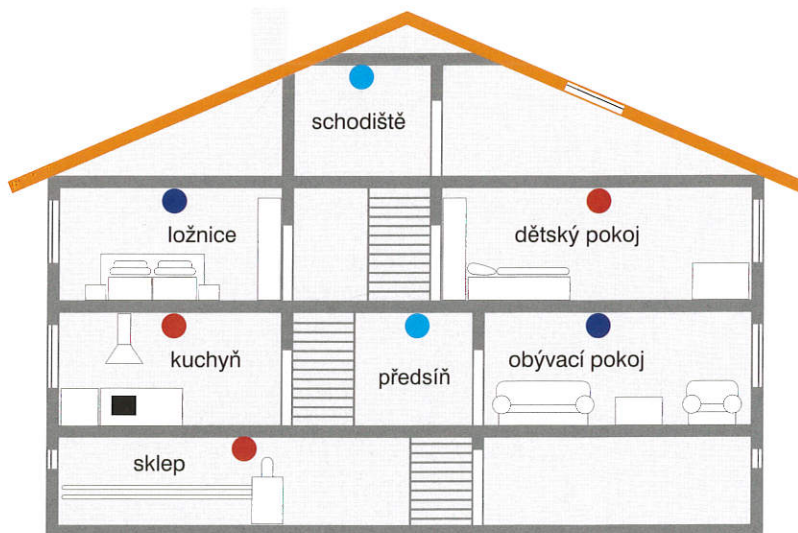 schodiště
ložnice
dětský pokoj
kuchyň
předsíň
obývací pokoj
sklep